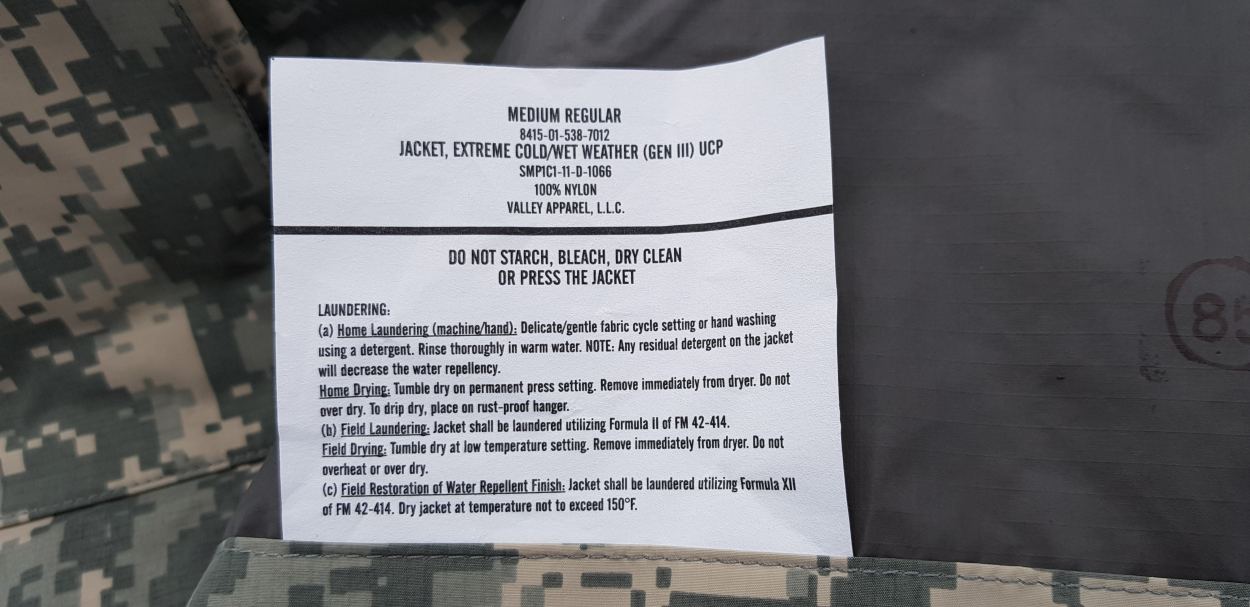 MEDIUM REGULAR
8415-01-538-7012
JACKET, EXTREME COLD/WET WEATHER (GEN III) UCP
SMP1C1-11-D-1066
100% NYLON
VALLEY APPAREL, L.L.C.
DO NOT STARCH, BLEACH, DRY CLEAN
OR PRESS THE JACKET
LAUNDERING:
(a) Home Laundering (machine/hand): Delicate/gentle fabric cycle setting or hand washing
using a detergent. Rinse thoroughly in warm water. NOTE: Any residual detergent on the jacket
will decrease the water repellency.
Home Drying: Tumble dry on permanent press setting. Remove immediately from dryer. Do not
over dry. To drip dry, place on rust-proof hanger.
(b) Field Laundering: Jacket shall be laundered utilizing Formula II of FM 42-414.
Field Drying: Tumble dry at low temperature setting. Remove immediately from dryer. Do not
overheat or over dry.
(c) Field Restoration of Water Repellent Finish: Jacket shall be laundered utilizing Formula XII
of FM 42-414. Dry jacket at temperature not to exceed 150°F.